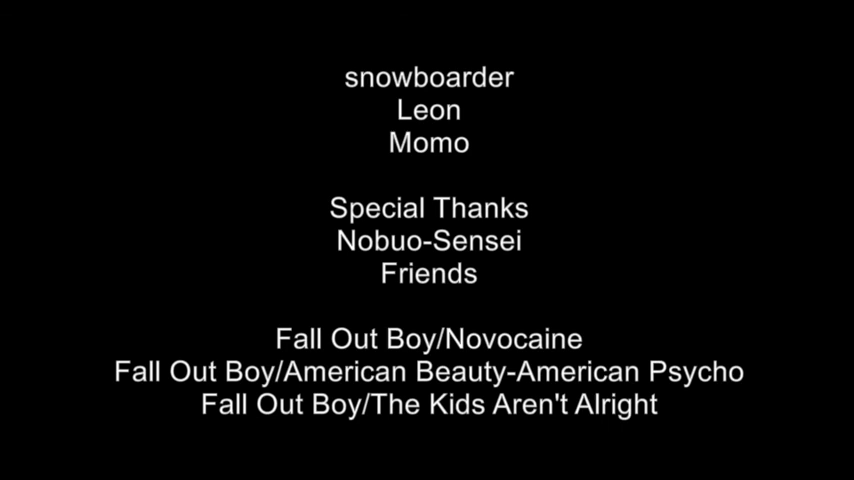 snowboarder
Leon
Momo
Special Thanks
Nobuo-Sensei
Friends
Fall Out Boy/Novocaine
Fall Out Boy/American Beauty-American Psycho
Fall Out Boy/The Kids Aren't Alright